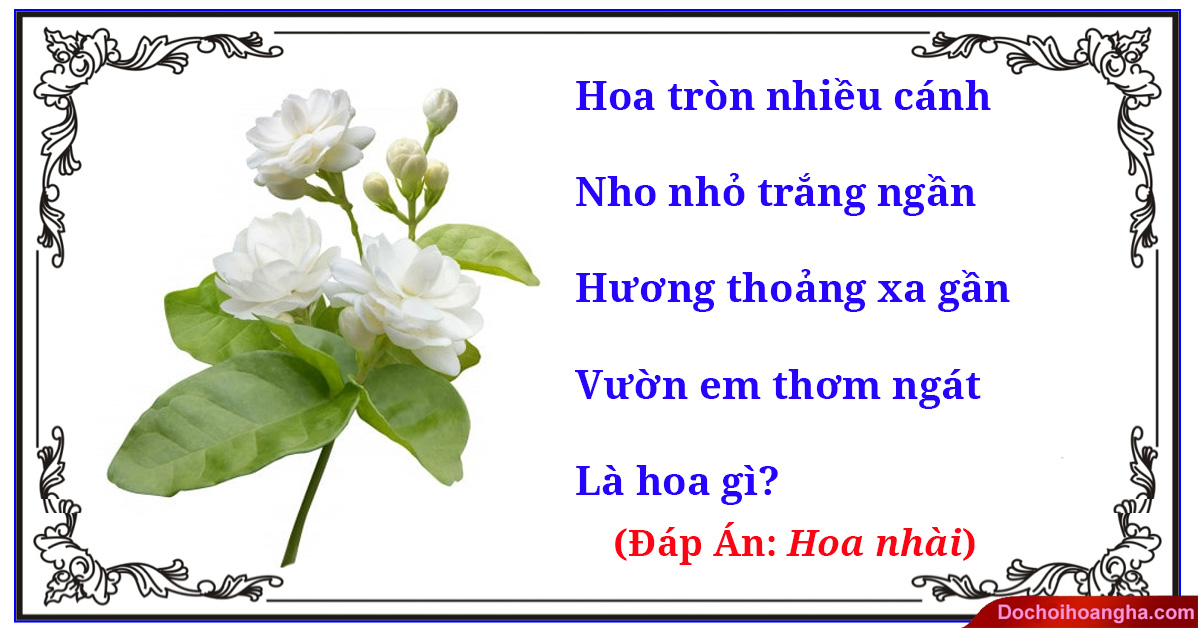 Hoa tròn nhiều cánh
Nho nhỏ trắng ngần
Hương thoảng xa gần
Vườn em thơm ngát
Là hoa gì?
(Đáp Án: Hoa nhài)
Dochoihoangha.com